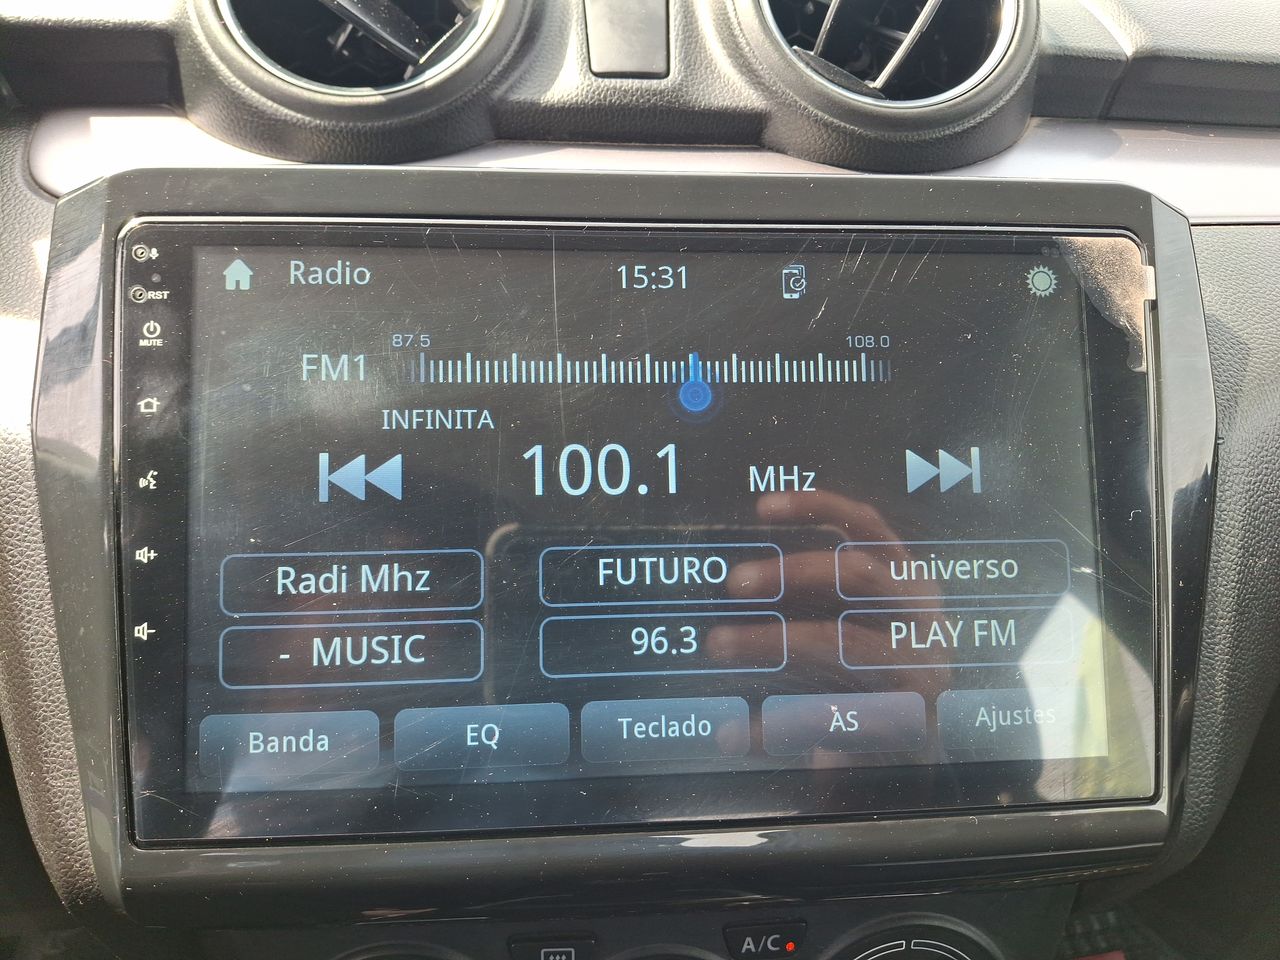 Radio 15:31
RST
MUTE
87.5 108.0
FM1
INFINITA
100.1 MHz
Radi Mhz FUTURO universo
- MUSIC 96.3 PLAY FM
Banda EQ Teclado AS Ajustes
A/C